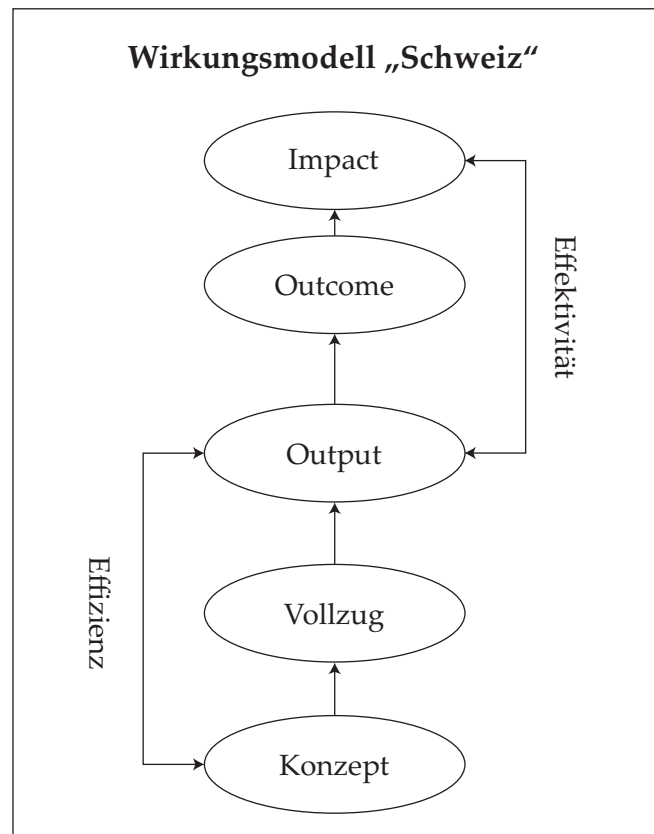 Wirkungsmodell „Schweiz“
Impact
Outcome
Effektivität
Output
Effizienz
Vollzug
Konzept